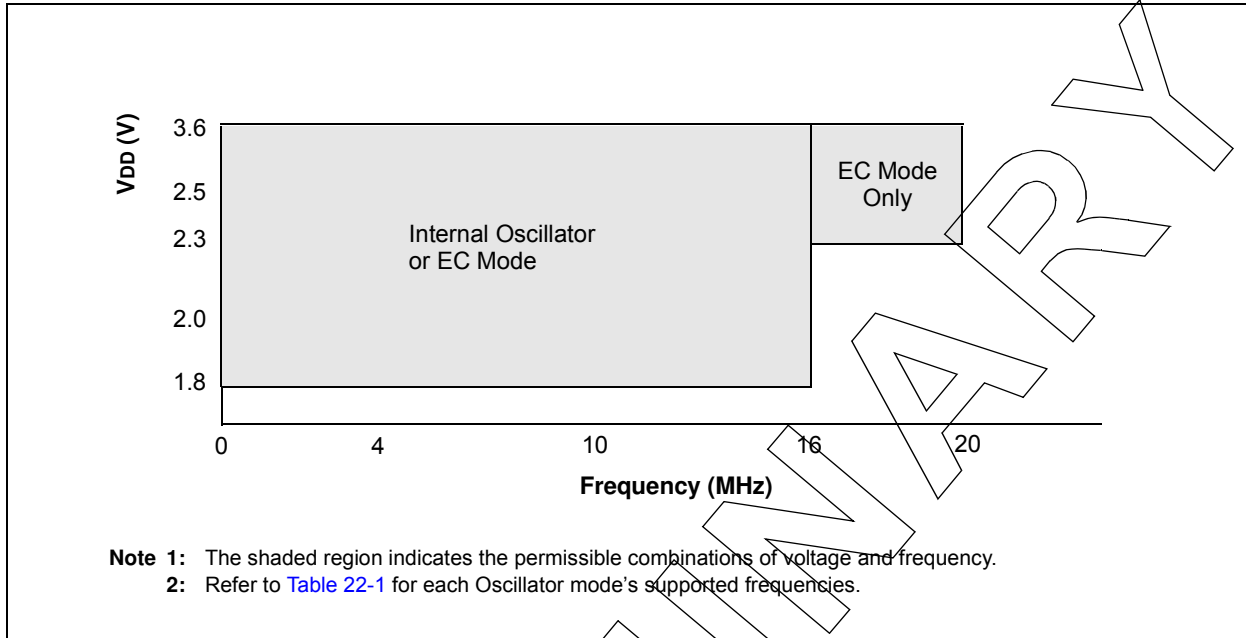 VDD (V)
3.6
2.5
2.3
2.0
1.8
EC Mode
Only
Internal Oscillator
or EC Mode
0 4 10 16 20
Frequency (MHz)
Note 1: The shaded region indicates the permissible combinations of voltage and frequency.
2: Refer to Table 22-1 for each Oscillator mode's supported frequencies.
NARY